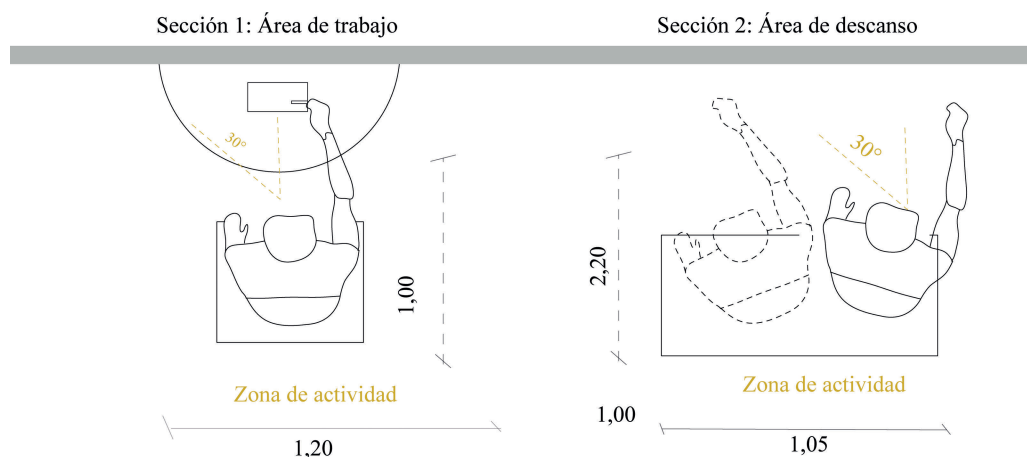 Sección 1: Área de trabajo
Sección 2: Área de descanso
30°
30°
1,00
2,20
Zona de actividad
Zona de actividad
1,00
1,20
1,05